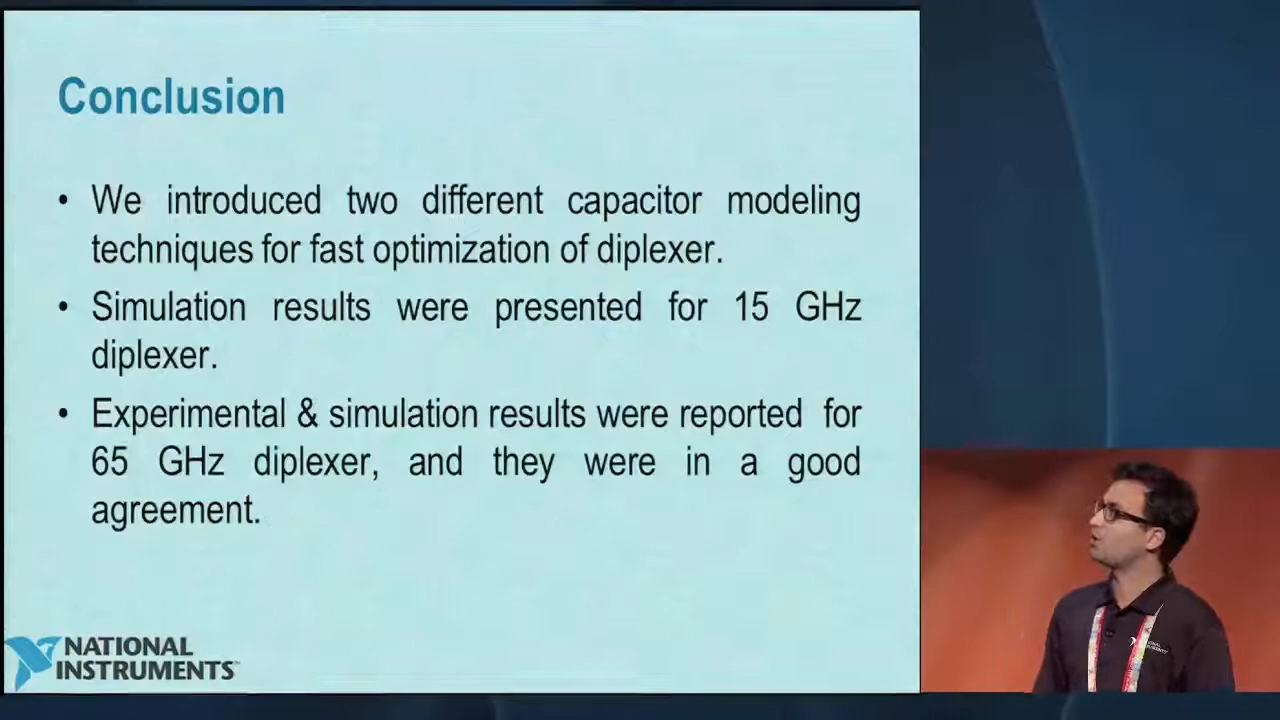 Conclusion
• We introduced two different capacitor modeling
techniques for fast optimization of diplexer.
• Simulation results were presented for 15 GHz
diplexer.
• Experimental & simulation results were reported for
65 GHz diplexer, and they were in a good
agreement.
NATIONAL
INSTRUMENTS™